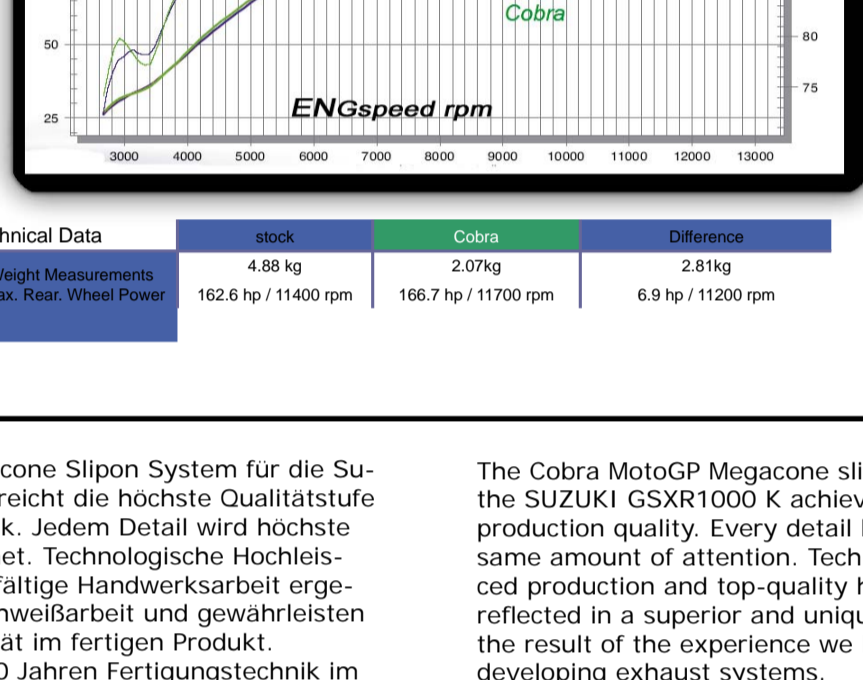 Cobra
50
80
75
25
ENGspeed rpm
3000 4000 5000 6000 7000 8000 9000 10000 11000 12000 13000
hnical Data stock Cobra Difference
Weight Measurements 4.88 kg 2.07kg 2.81kg
ax. Rear. Wheel Power 162.6 hp / 11400 rpm 166.7 hp / 11700 rpm 6.9 hp / 11200 rpm
cone Slipon System für die Su-
reicht die höchste Qualitätstufe
k. Jedem Detail wird höchste
et. Technologische Hochleis-
fältige Handwerksarbeit erge-
hweißarbeit und gewährleisten
ät im fertigen Produkt.
0 Jahren Fertigungstechnik im
The Cobra MotoGP Megacone sli
the SUZUKI GSXR1000 K achiev
production quality. Every detail
same amount of attention. Tech
ced production and top-quality h
reflected in a superior and uniqu
the result of the experience we
developing exhaust systems.